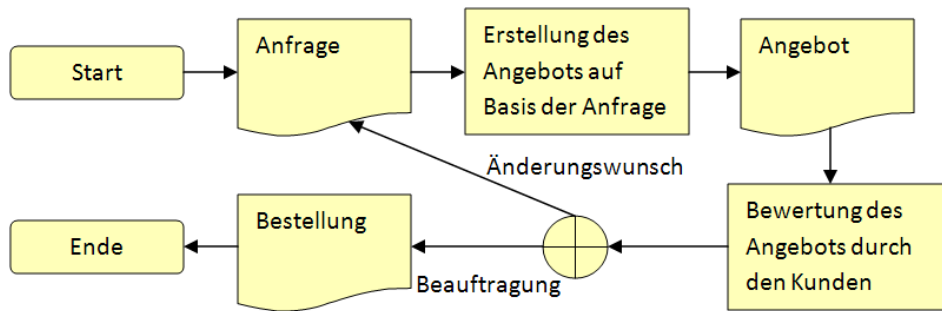 Start
Anfrage
Erstellung des
Angebots auf
Basis der Anfrage
Angebot
Änderungswunsch
Bewertung des
Angebots durch
den Kunden
Beauftragung
Bestellung
Ende